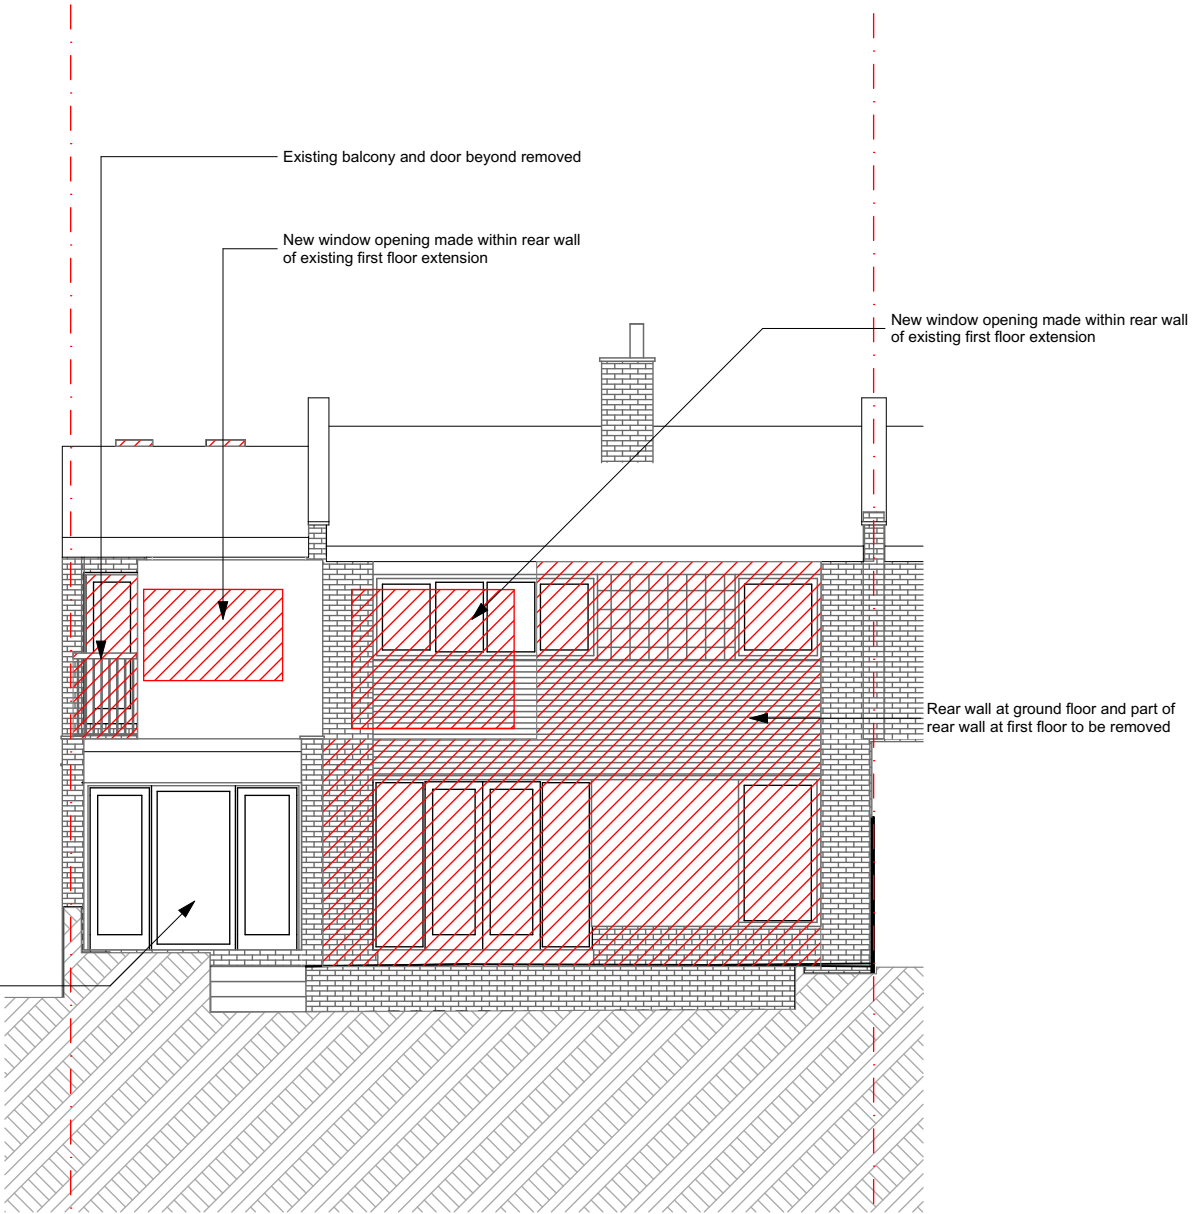 Existing balcony and door beyond removed
New window opening made within rear wall
of existing first floor extension
New window opening made within rear wall
of existing first floor extension
Rear wall at ground floor and part of
rear wall at first floor to be removed